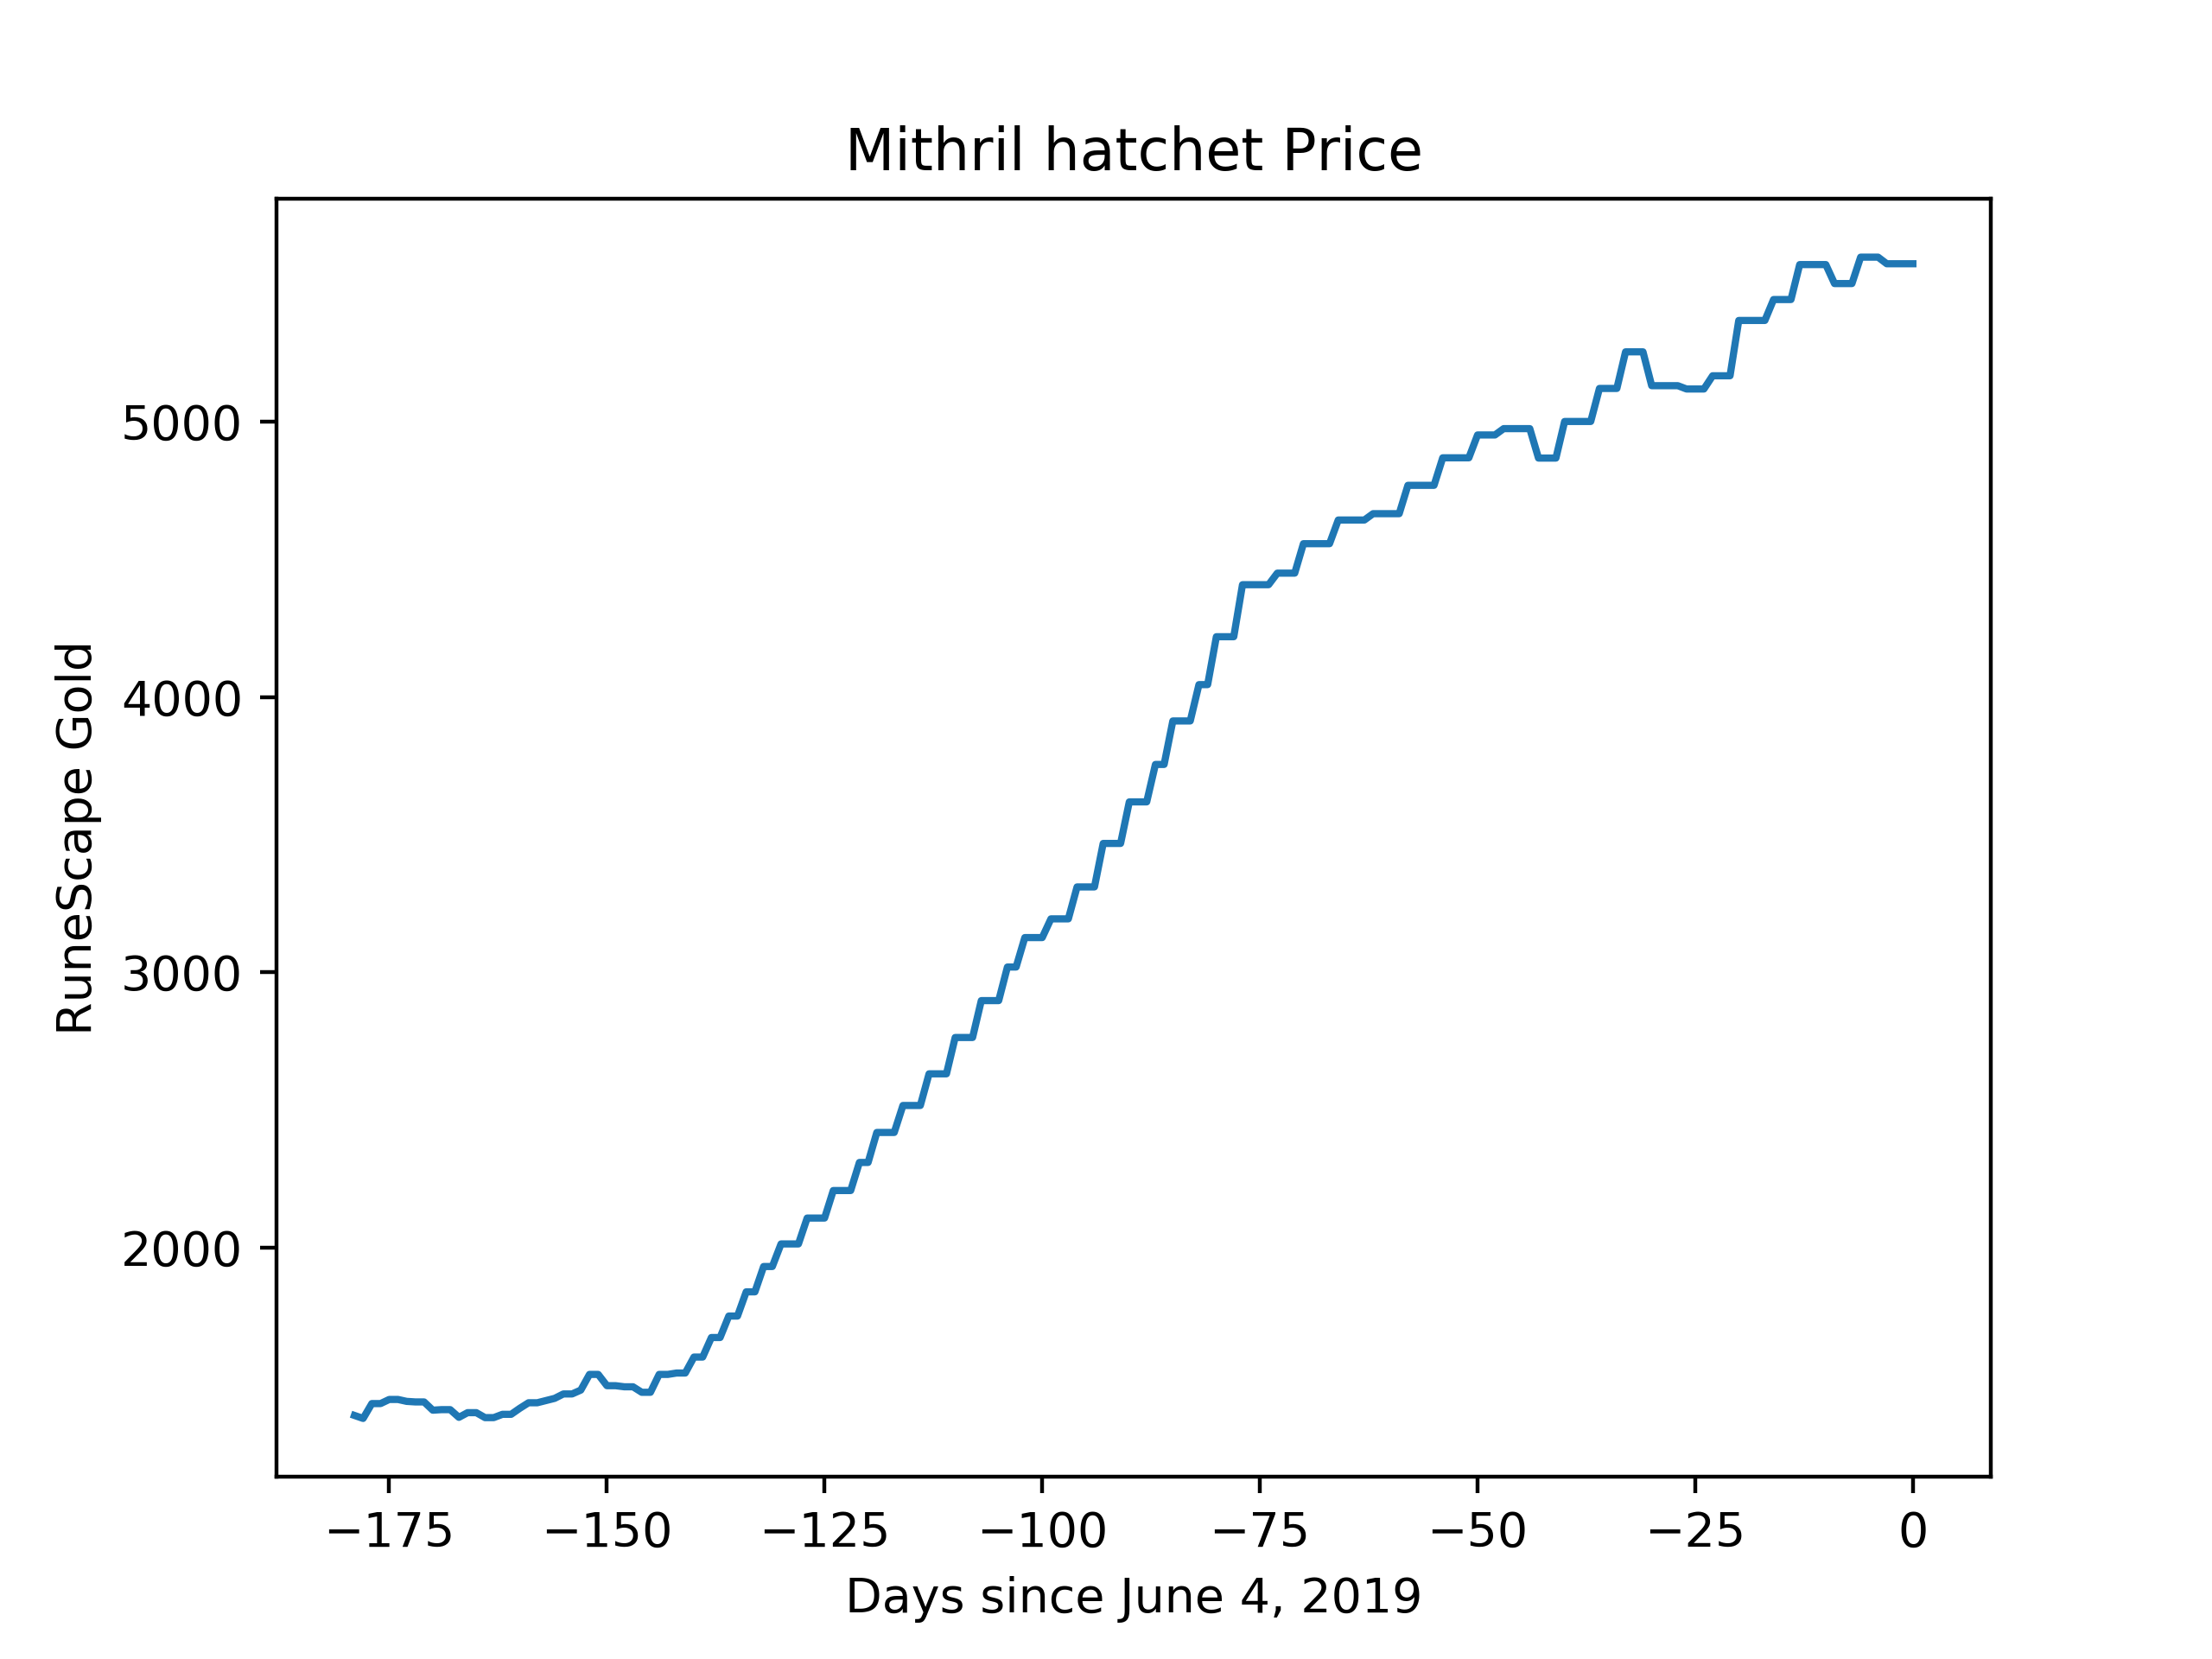 Mithril hatchet Price
RuneScape Gold
5000
4000
3000
2000
−175 −150 −125 −100 −75 −50 −25 0
Days since June 4, 2019